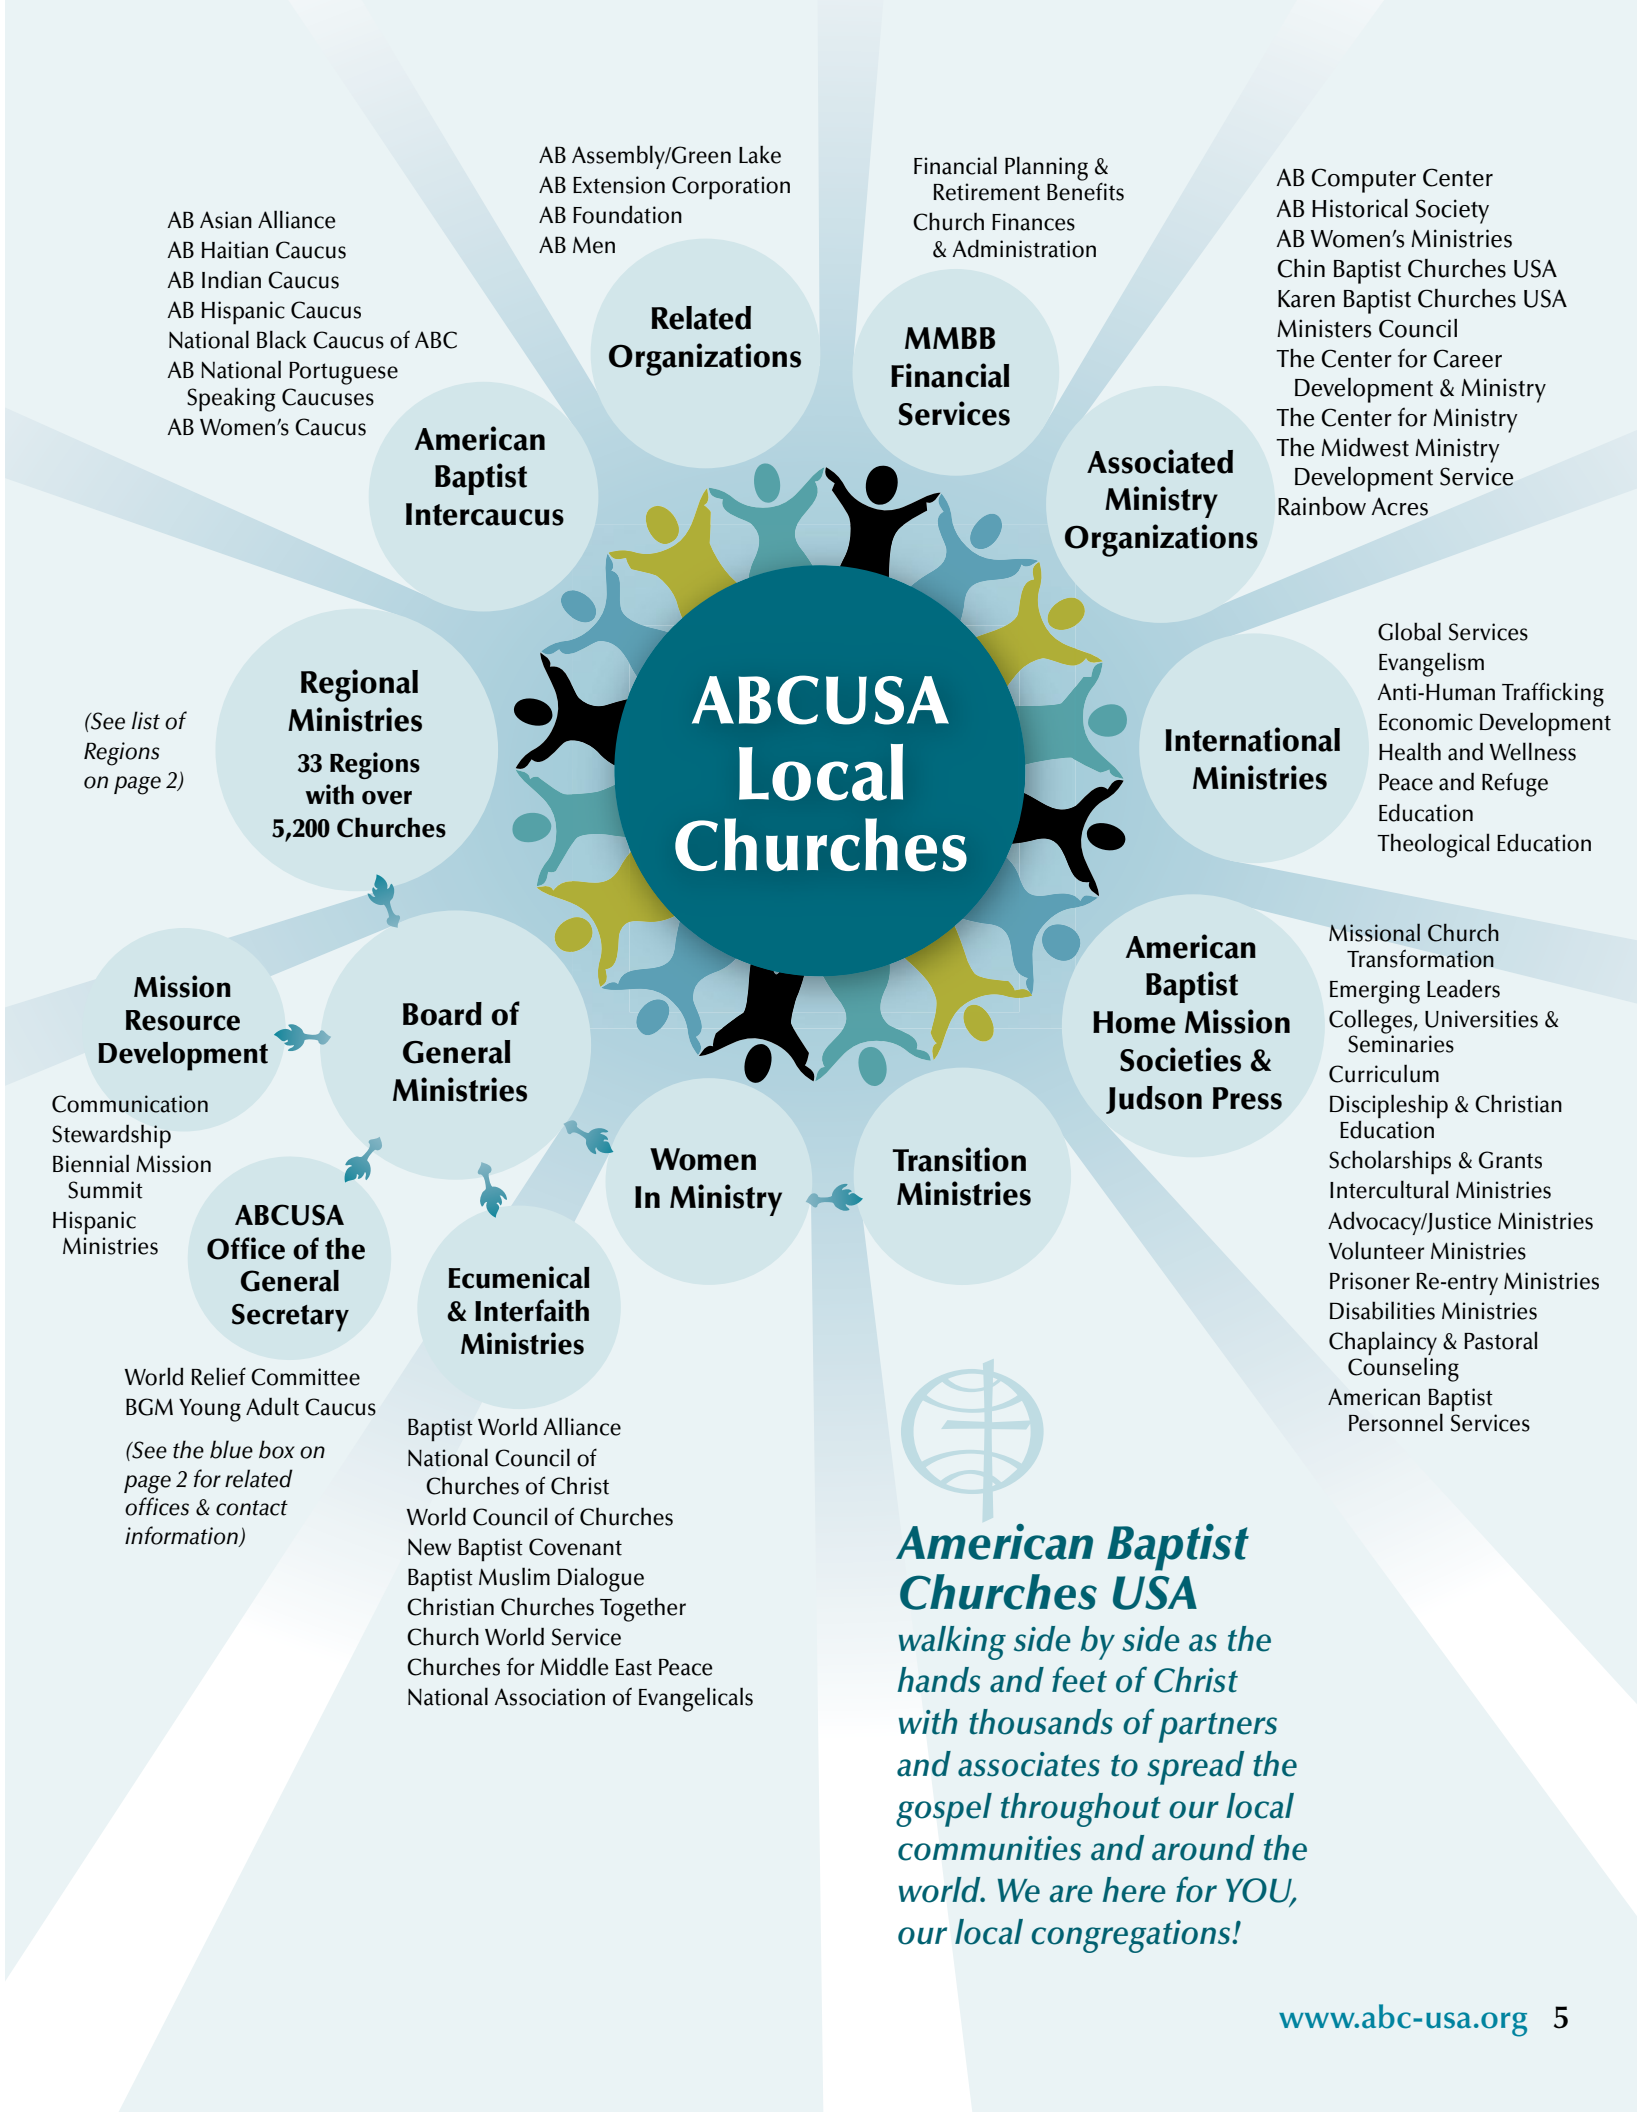 AB Assembly/Green Lake
AB Extension Corporation
AB Foundation
AB Men
Related
Organizations
Financial Planning &
Retirement Benefits
Church Finances
& Administration
MMBB
Financial
Services
AB Computer Center
AB Historical Society
AB Women's Ministries
Chin Baptist Churches USA
Karen Baptist Churches USA
Ministers Council
The Center for Career
Development & Ministry
The Center for Ministry
The Midwest Ministry
Development Service
Rainbow Acres
Associated
Ministry
Organizations
AB Asian Alliance
AB Haitian Caucus
AB Indian Caucus
AB Hispanic Caucus
National Black Caucus of ABC
AB National Portuguese
Speaking Caucuses
AB Women's Caucus
American
Baptist
Intercaucus
(See list of
Regions
on page 2)
Regional
Ministries
33 Regions
with over
5,200 Churches
ABCUSA
Local
Churches
International
Ministries
Global Services
Evangelism
Anti-Human Trafficking
Economic Development
Health and Wellness
Peace and Refuge
Education
Theological Education
American
Baptist
Home Mission
Societies &
Judson Press
Missional Church
Transformation
Emerging Leaders
Colleges, Universities &
Seminaries
Curriculum
Discipleship & Christian
Education
Scholarships & Grants
Intercultural Ministries
Advocacy/Justice Ministries
Volunteer Ministries
Prisoner Re-entry Ministries
Disabilities Ministries
Chaplaincy & Pastoral
Counseling
American Baptist
Personnel Services
Mission
Resource
Development
Communication
Stewardship
Biennial Mission
Summit
Hispanic
Ministries
Board of
General
Ministries
Women
In Ministry
Transition
Ministries
ABCUSA
Office of the
General
Secretary
World Relief Committee
BGM Young Adult Caucus
(See the blue box on
page 2 for related
offices & contact
information)
Ecumenical
& Interfaith
Ministries
Baptist World Alliance
National Council of
Churches of Christ
World Council of Churches
New Baptist Covenant
Baptist Muslim Dialogue
Christian Churches Together
Church World Service
Churches for Middle East Peace
National Association of Evangelicals
American Baptist
Churches USA
walking side by side as the
hands and feet of Christ
with thousands of partners
and associates to spread the
gospel throughout our local
communities and around the
world. We are here for YOU,
our local congregations!
www.abc-usa.org 5